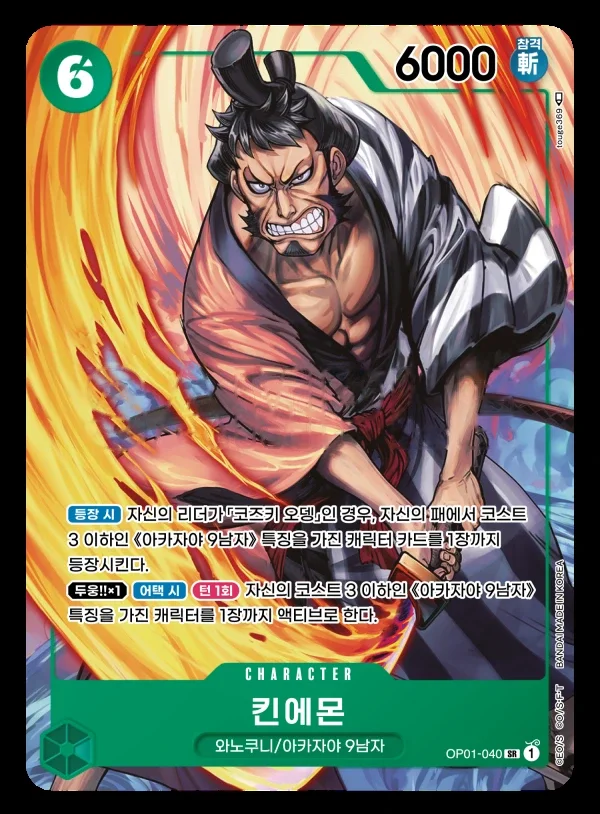 6
6000
참격
斬
touge369
등장 시 자신의 리더가 「코즈키 오뎅」인 경우, 자신의 패에서 코스트
3 이하인 《아카자야 9남자》 특징을 가진 캐릭터 카드를 1장까지
등장시킨다.
두웅!!×1 어택 시 턴 1회 자신의 코스트 3 이하인 《아카자야 9남자》
특징을 가진 캐릭터를 1장까지 액티브로 한다.
CHARACTER
킨에몬
와노쿠니/아카자야 9남자
OP01-040 SR 1
©EO/S ©O/S·F·T BANDAI MADE IN KOREA